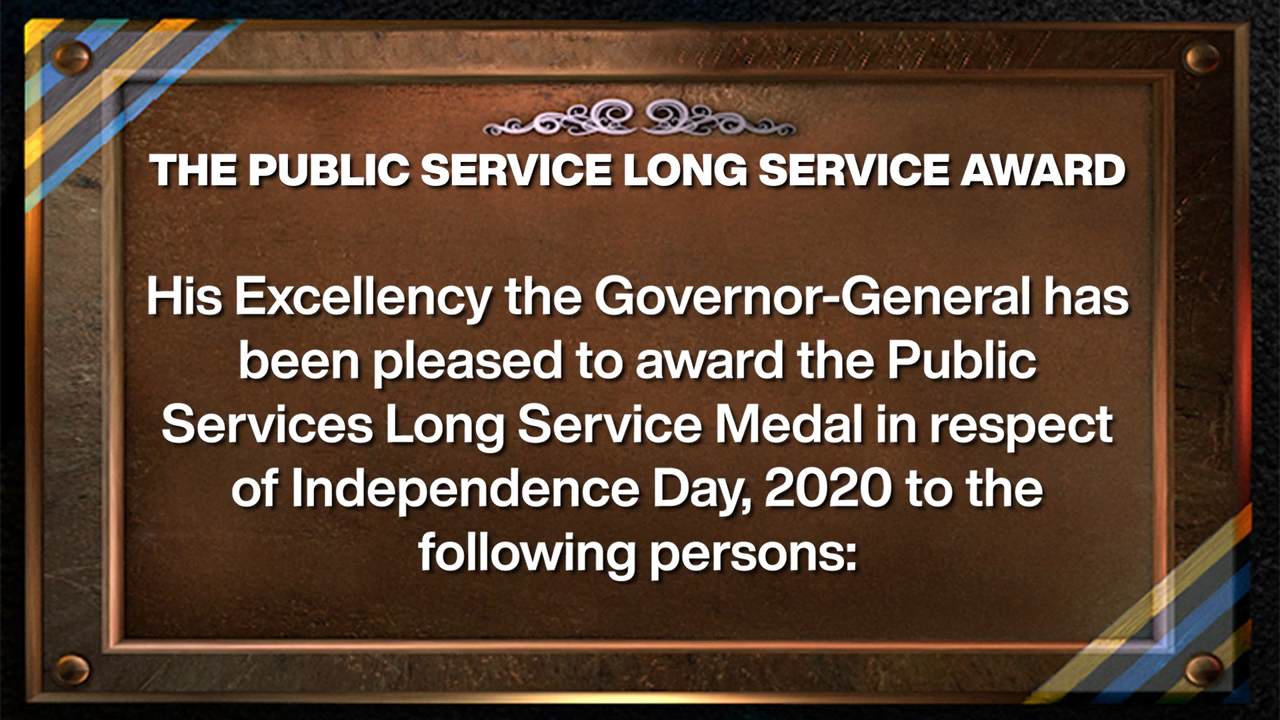 THE PUBLIC SERVICE LONG SERVICE AWARD
His Excellency the Governor-General has
been pleased to award the Public
Services Long Service Medal in respect
of Independence Day, 2020 to the
following persons: